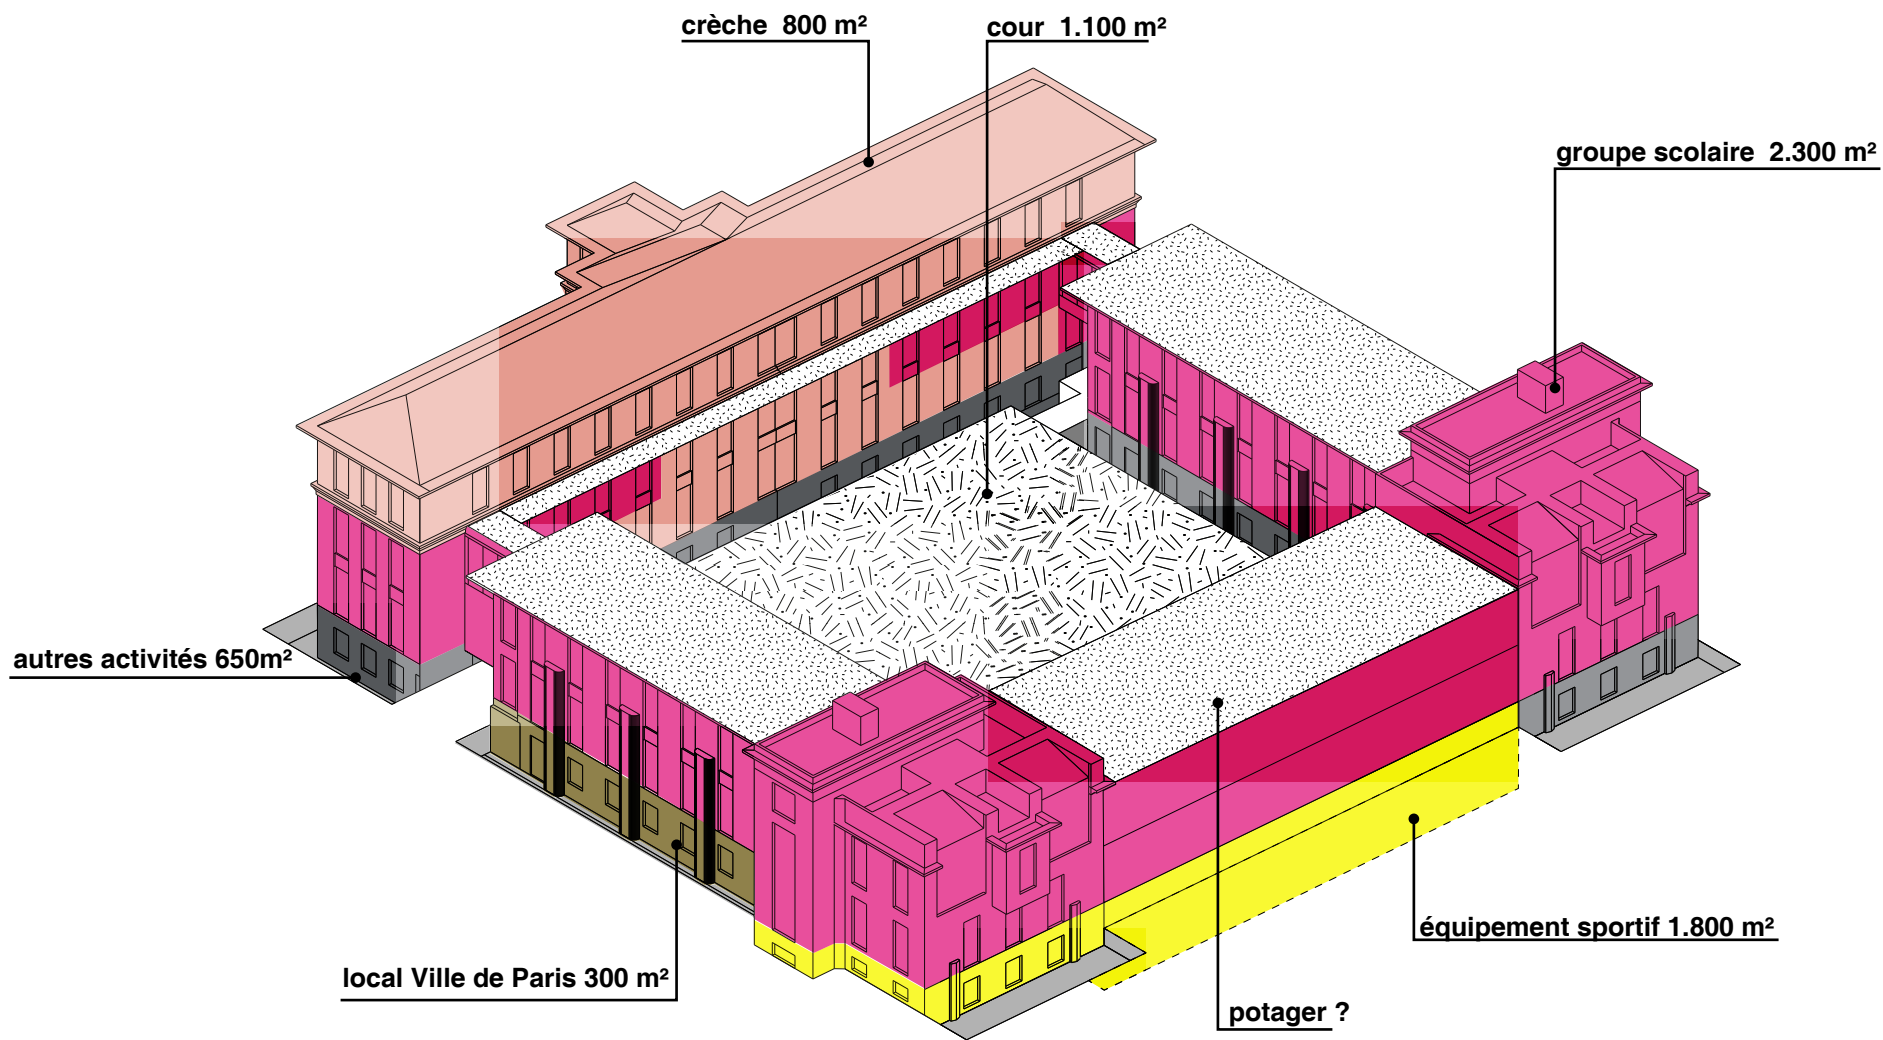 crèche 800 m²
cour 1.100 m²
groupe scolaire 2.300 m²
autres activités 650m²
équipement sportif 1.800 m²
local Ville de Paris 300 m²
potager ?